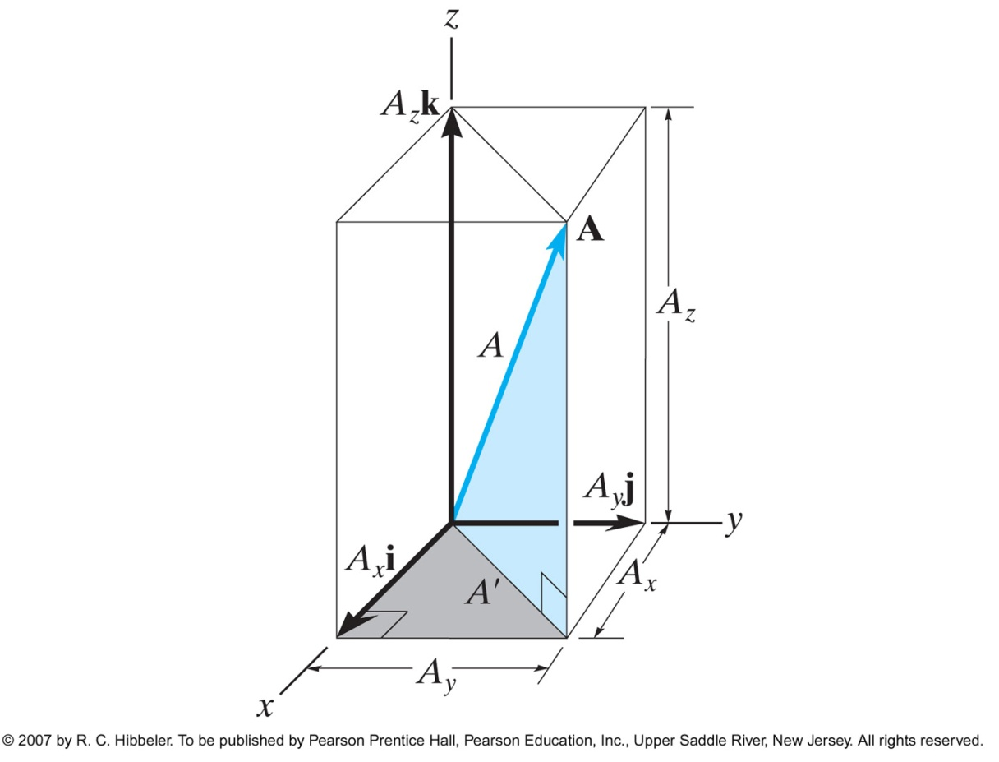 z
A_z k
A
A_z
A
A_y j
y
A_x i
A_x
A′
A_y
x
© 2007 by R. C. Hibbeler. To be published by Pearson Prentice Hall, Pearson Education, Inc., Upper Saddle River, New Jersey. All rights reserved.